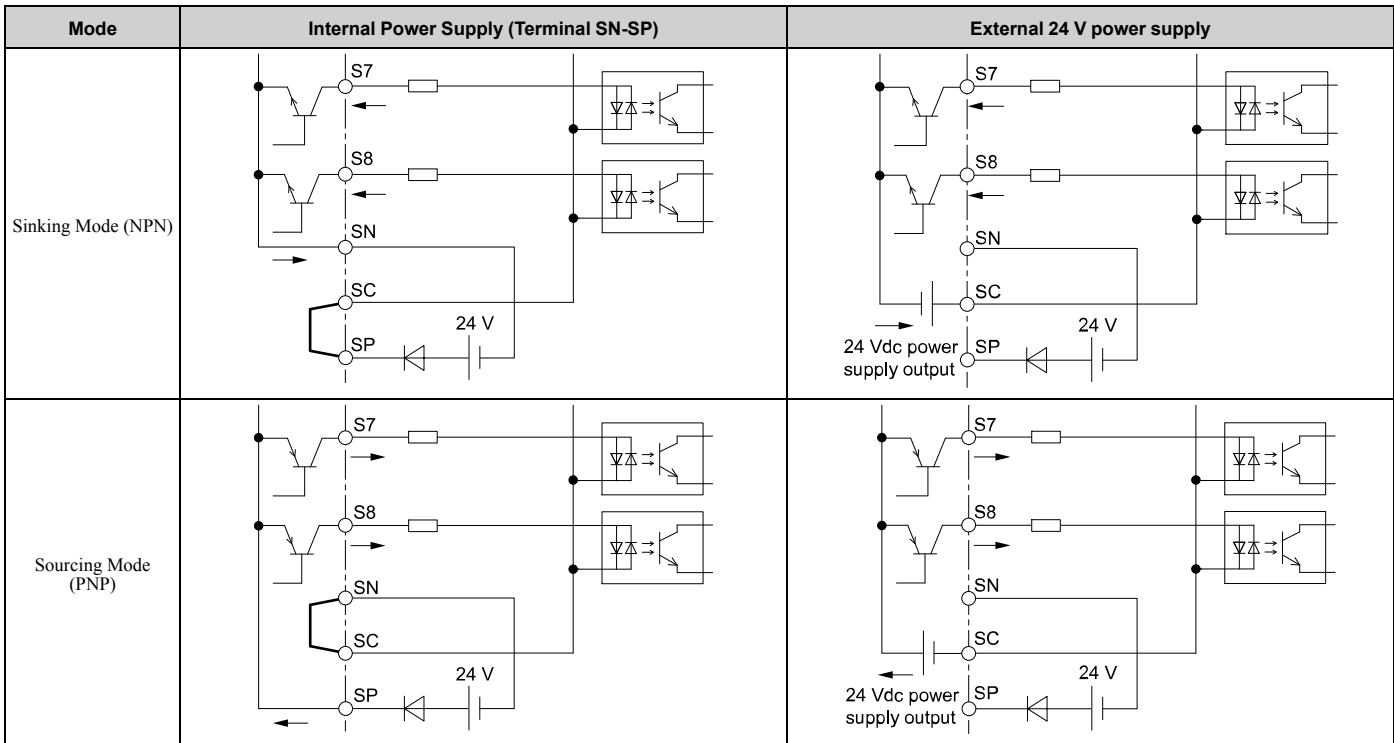 Mode
Internal Power Supply (Terminal SN-SP)
External 24 V power supply
Sinking Mode (NPN)
S7
S8
SN
SC
24 V
SP
S7
S8
SN
SC
24 V
24 Vdc power
supply output
SP
Sourcing Mode
(PNP)
S7
S8
SN
SC
24 V
SP
S7
S8
SN
SC
24 V
24 Vdc power
supply output
SP